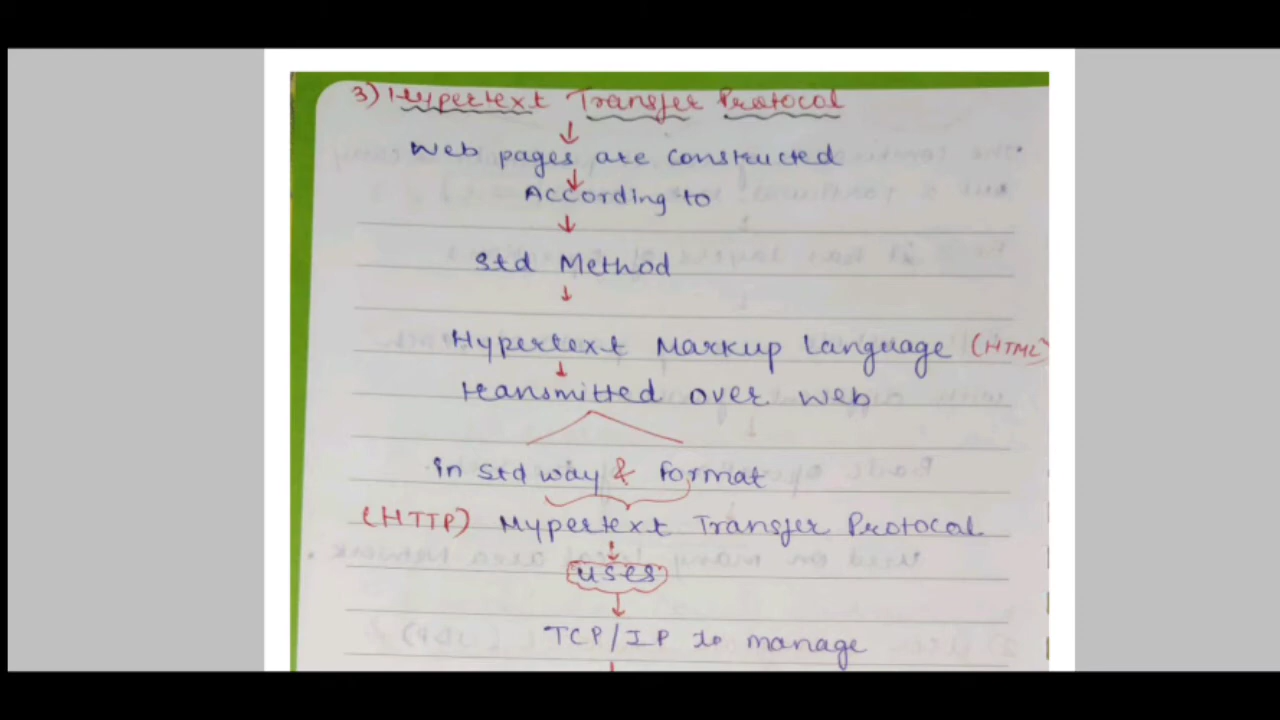 3) Hypertext Transfer Protocol
Web pages are constructed
According to
Std Method
Hypertext Markup Language (HTML)
transmitted over web
in std way & format
(HTTP) Hypertext Transfer Protocol
uses
TCP/IP to manage